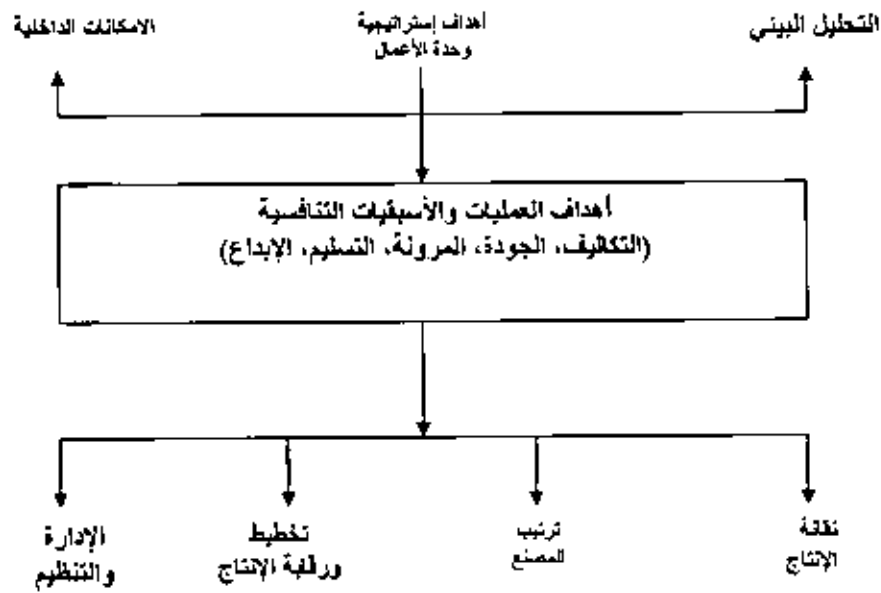 التحليل البيئي
أهداف إستراتيجية
وحدة الأعمال
الامكانات الداخلية
أهداف العمليات والأسبقيات التنافسية
(التكاليف، الجودة، المرونة، التسليم، الإبداع)
تقانة
الإنتاج
ترتيب
المصنع
تخطيط
ورقابة الإنتاج
الإدارة
والتنظيم